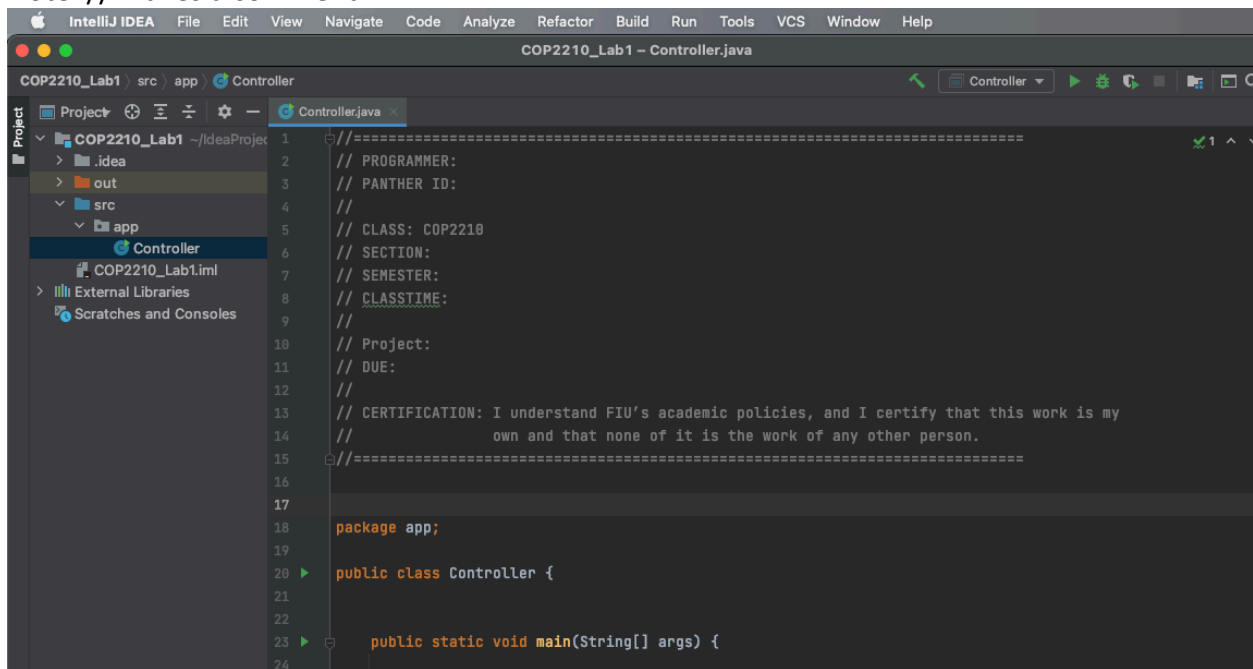 IntelliJ IDEA File Edit View Navigate Code Analyze Refactor Build Run Tools VCS Window Help
COP2210_Lab1 – Controller.java
COP2210_Lab1 src app Controller
Controller
Project
Controller.java
Project
COP2210_Lab1 ~/IdeaProjec
.idea
out
src
app
Controller
COP2210_Lab1.iml
External Libraries
Scratches and Consoles
1 //=============================================================================
1
2 // PROGRAMMER:
3 // PANTHER ID:
4 //
5 // CLASS: COP2210
6 // SECTION:
7 // SEMESTER:
8 // CLASSTIME:
9 //
10 // Project:
11 // DUE:
12 //
13 // CERTIFICATION: I understand FIU’s academic policies, and I certify that this work is my
14 // own and that none of it is the work of any other person.
15 //=============================================================================
16
17
18 package app;
19
20 public class Controller {
21
22
23 public static void main(String[] args) {
24